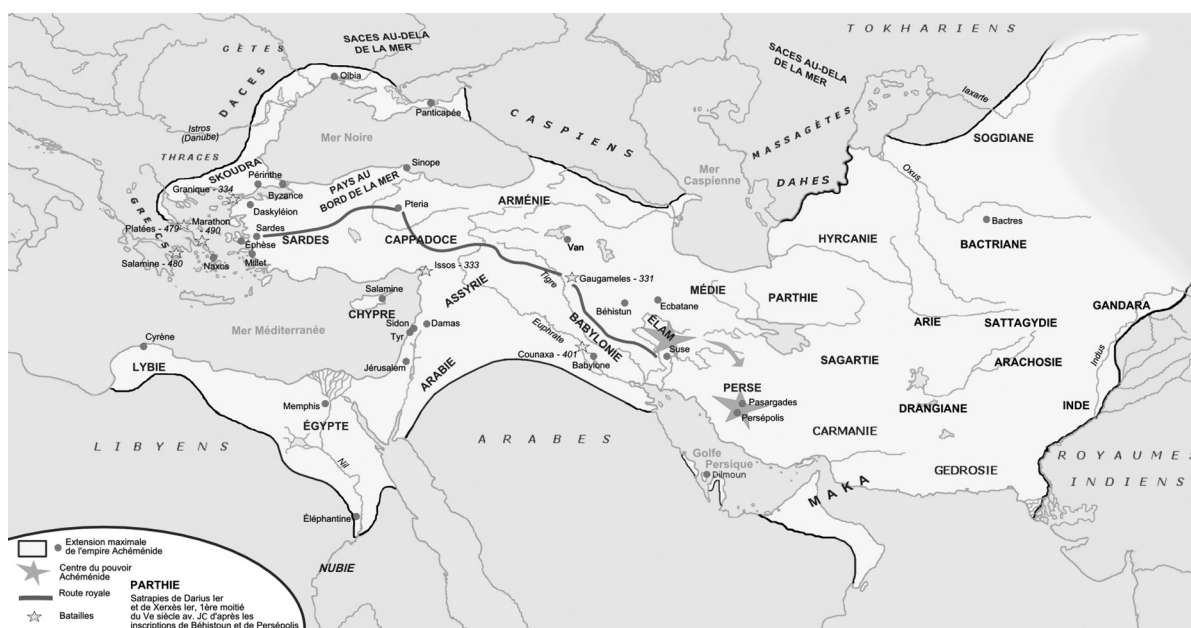 TOKHARIENS
SACES AU-DELA
DE LA MER
SACES AU-DELA
DE LA MER
GÈTES
DACES
Olbia
Panticapée
Iaxarte
Istros
(Danube)
Mer Noire
CASPIENS
MASSAGÈTES
SOGDIANE
THRACES
SKOUDRA
Sinope
Mer
Caspienne
DAHES
Oxus
Périnthe
Granique - 334
Byzance
PAYS AU
BORD DE LA MER
Daskyléion
Pteria
ARMÉNIE
GRECS
Marathon
490
Platées - 479
Sardes
SARDES
CAPPADOCE
Van
HYRCANIE
Bactres
BACTRIANE
Éphèse
Salamine - 480
Naxos
Millet
Issos - 333
ASSYRIE
Tigre
Gaugameles - 331
MÉDIE
PARTHIE
Salamine
CHYPRE
Béhistun
Ecbatane
GANDARA
Mer Méditerranée
Sidon
Damas
Tyr
Euphrate
BABYLONIE
ÉLAM
ARIE
SATTAGYDIE
Cyrène
Counaxa - 401
Babylone
Suse
SAGARTIE
ARACHOSIE
Indus
LYBIE
Jérusalem
ARABIE
PERSE
Pasargades
Persépolis
Memphis
DRANGIANE
INDE
ÉGYPTE
CARMANIE
LIBYENS
ARABES
Golfe
Persique
Dilmoun
GEDROSIE
ROYAUMES
INDIENS
Nil
MAKA
Éléphantine
NUBIE
Extension maximale
de l'empire Achéménide
Centre du pouvoir
Achéménide
Route royale
Batailles
PARTHIE
Satrapies de Darius Ier
et de Xerxès Ier, 1ère moitié
du Ve siècle av. JC d'après les
inscriptions de Béhistoun et de Persépolis